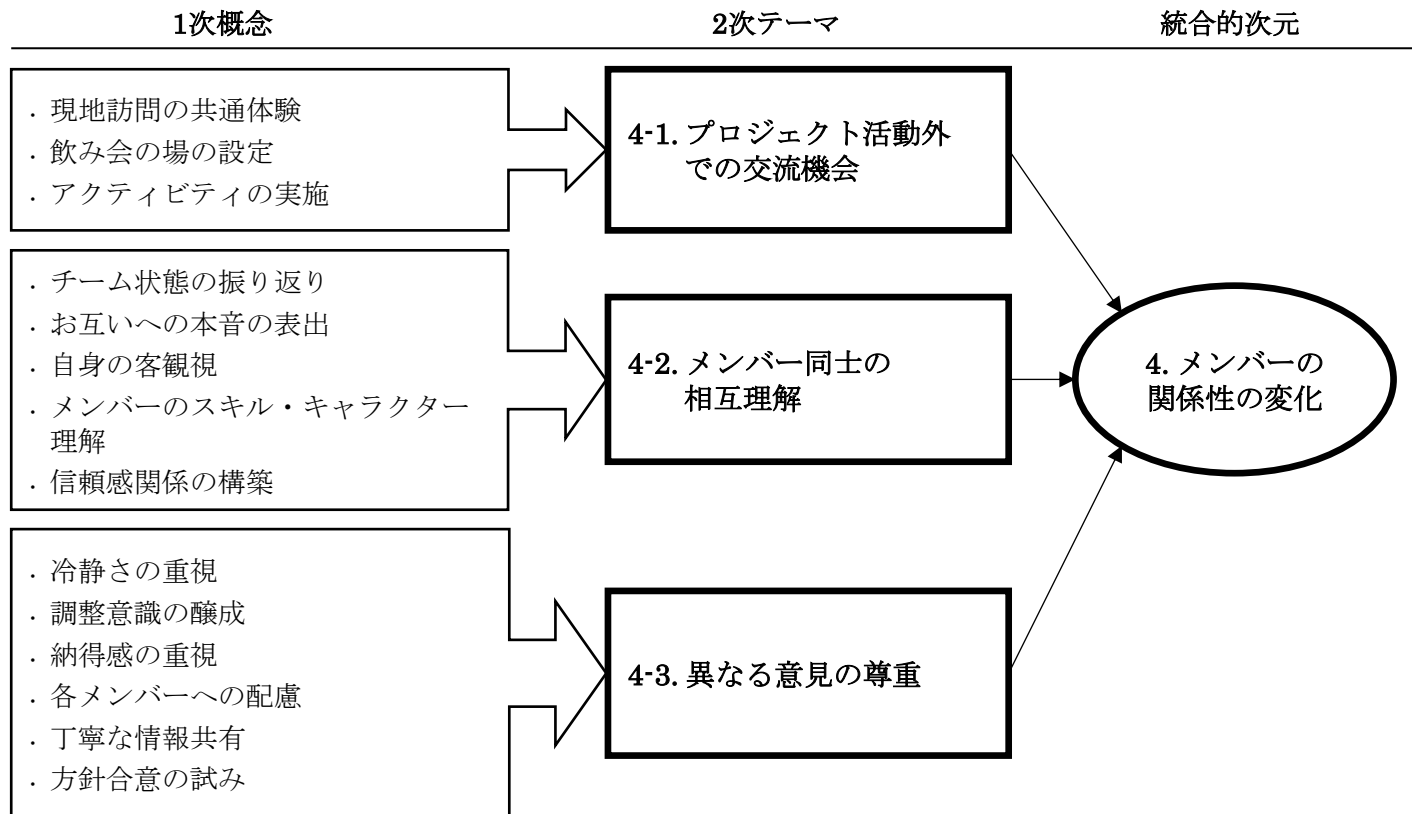 1次概念
2次テーマ
統合的次元
. 現地訪問の共通体験
. 飲み会の場の設定
. アクティビティの実施
4-1. プロジェクト活動外
での交流機会
. チーム状態の振り返り
. お互いへの本音の表出
. 自身の客観視
. メンバーのスキル・キャラクター
理解
. 信頼感関係の構築
4-2. メンバー同士の
相互理解
. 冷静さの重視
. 調整意識の醸成
. 納得感の重視
. 各メンバーへの配慮
. 丁寧な情報共有
. 方針合意の試み
4-3. 異なる意見の尊重
4. メンバーの
関係性の変化